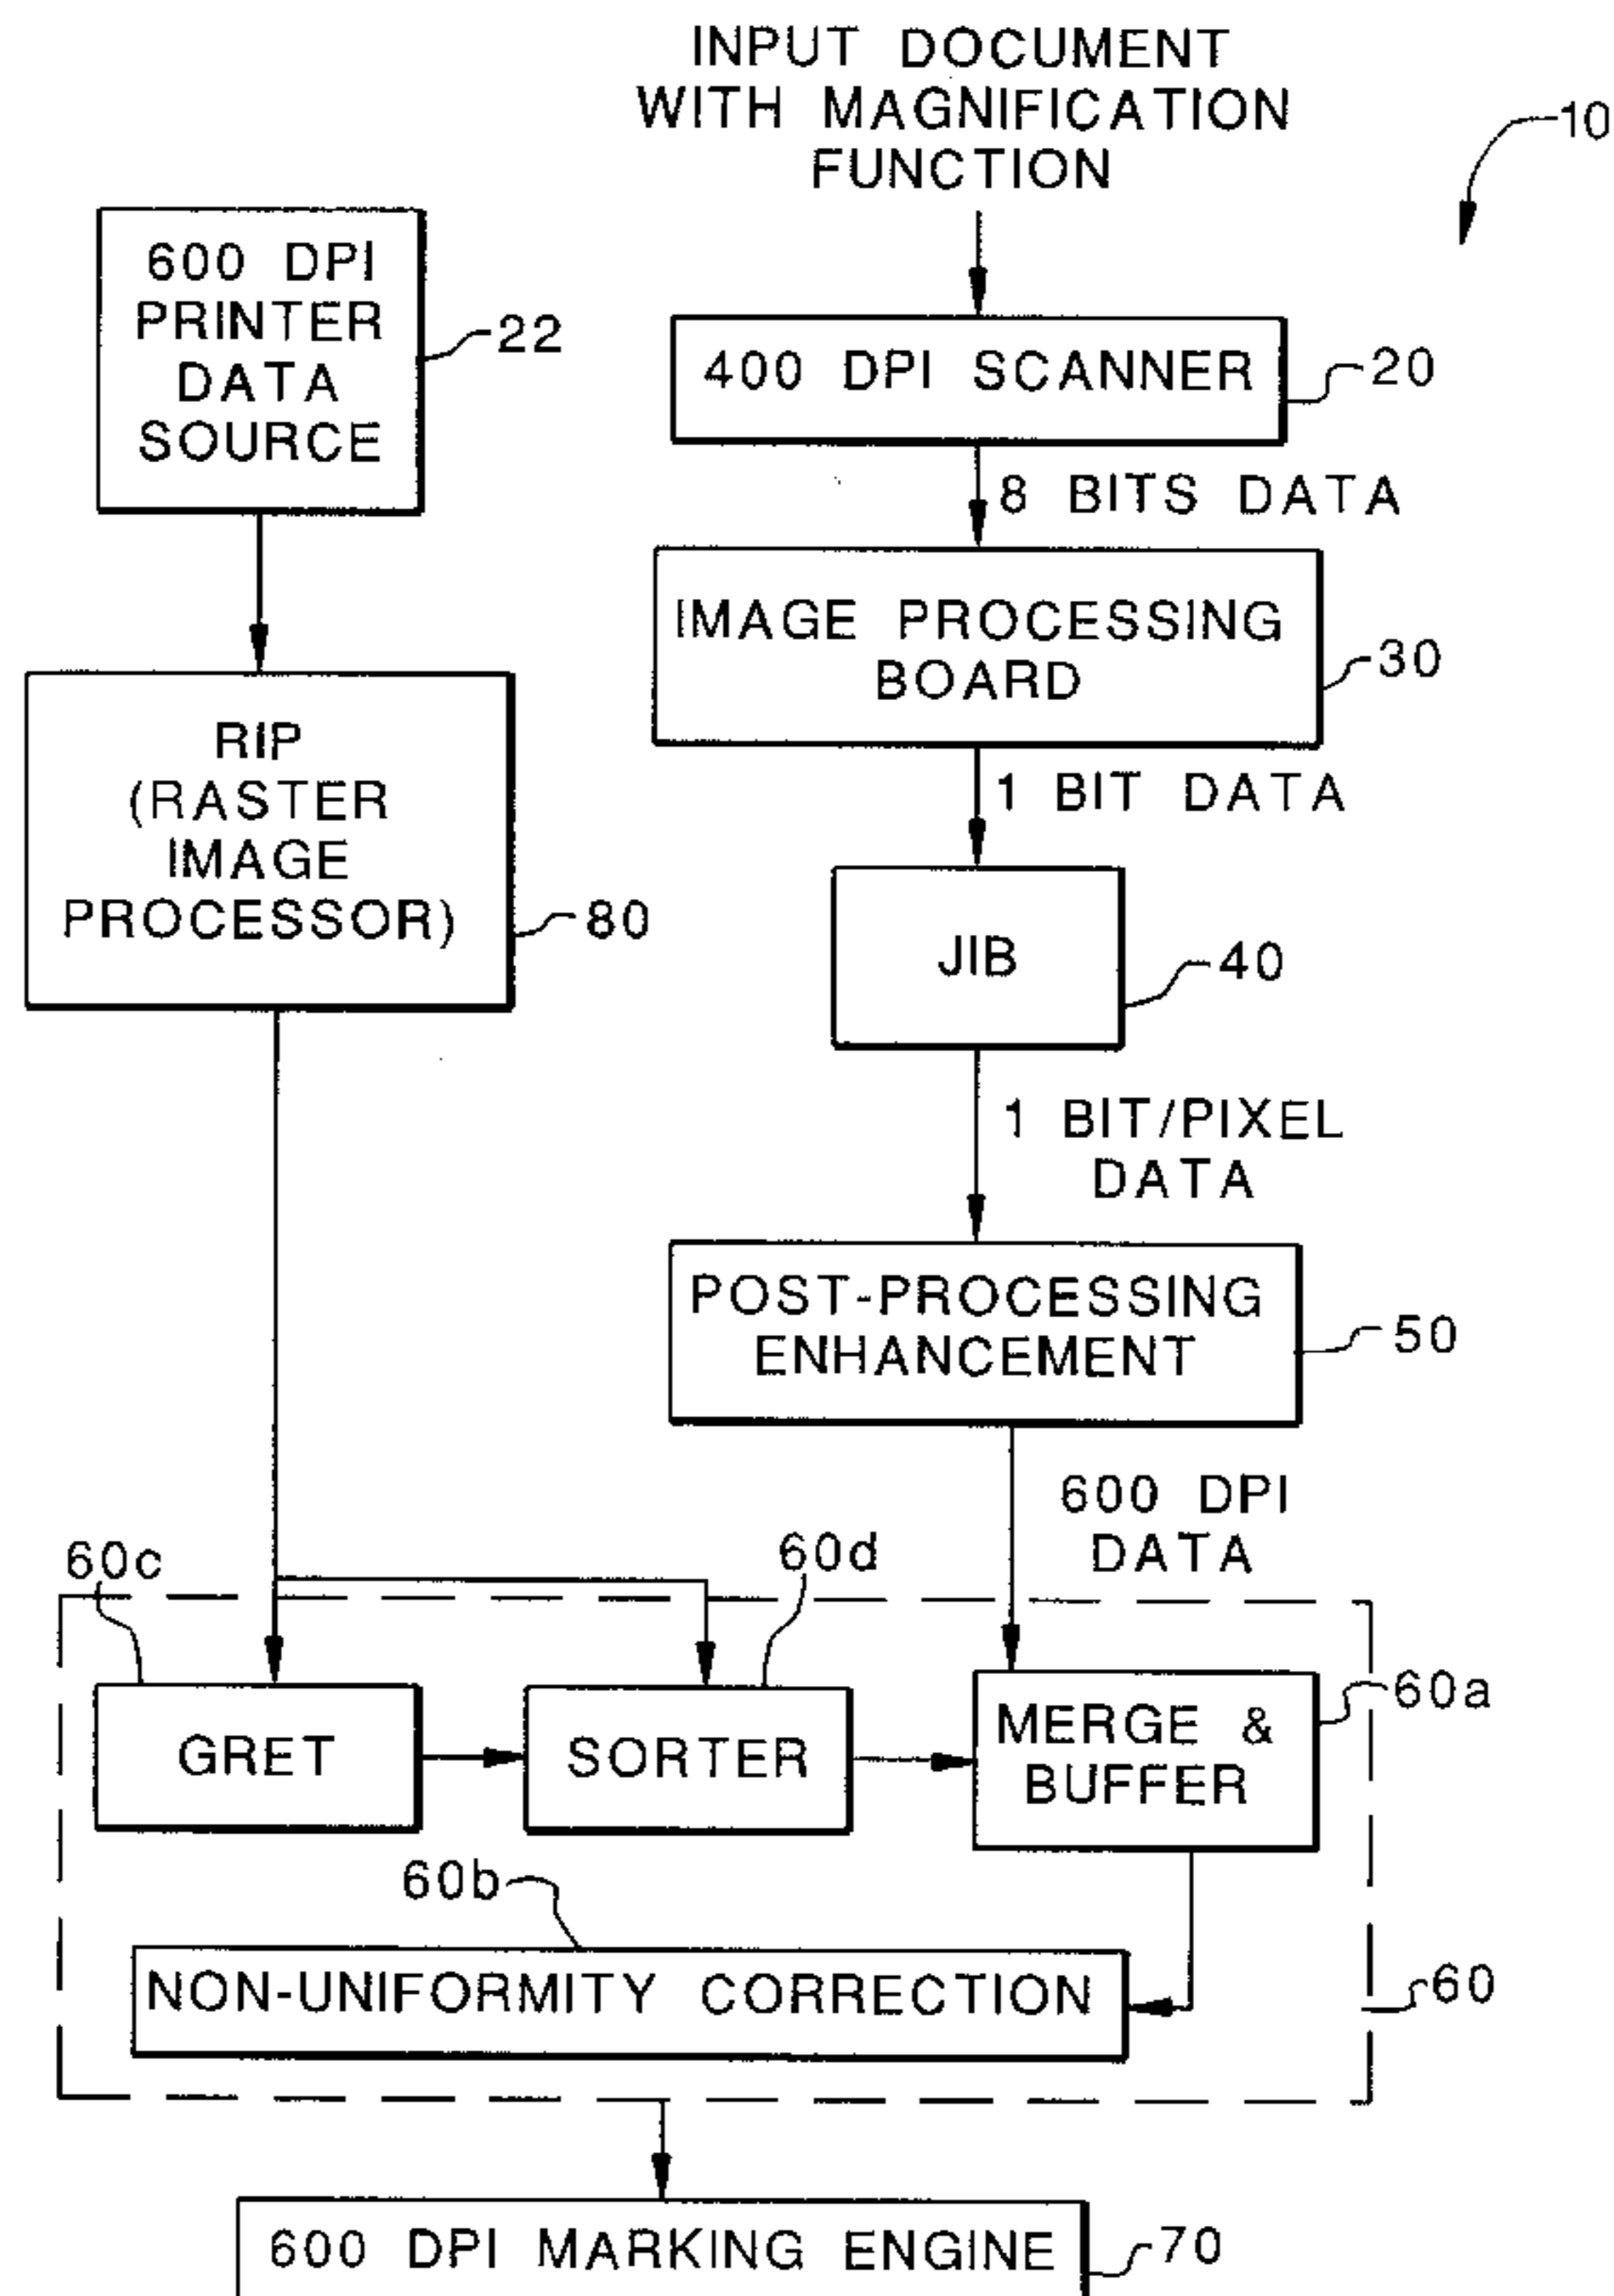 INPUT DOCUMENT
WITH MAGNIFICATION
FUNCTION
10
600 DPI
PRINTER
DATA
SOURCE
22
400 DPI SCANNER
20
8 BITS DATA
IMAGE PROCESSING
BOARD
30
RIP
(RASTER
IMAGE
PROCESSOR)
80
1 BIT DATA
JIB
40
1 BIT/PIXEL
DATA
POST-PROCESSING
ENHANCEMENT
50
600 DPI
DATA
60c
60d
GRET
SORTER
MERGE &
BUFFER
60a
60b
NON-UNIFORMITY CORRECTION
60
600 DPI MARKING ENGINE
70